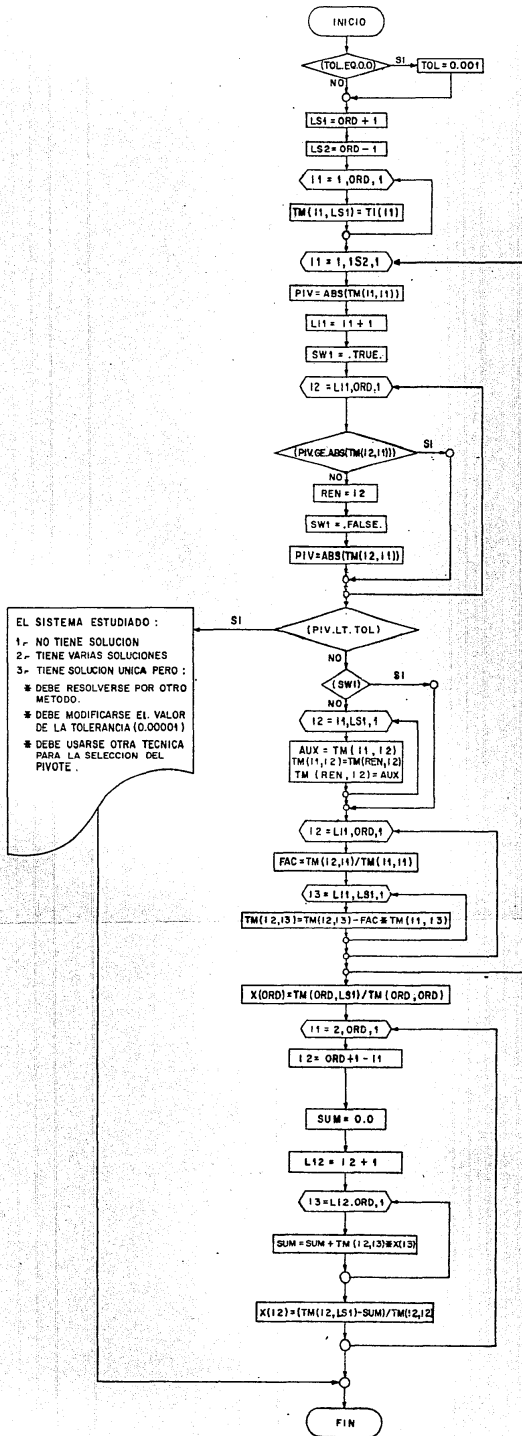 INICIO
(TOL.EQ.0.0)
SI
TOL = 0.001
NO
LS1 = ORD + 1
LS2 = ORD - 1
I1 = 1, ORD, 1
TM(I1, LS1) = TI(I1)
I1 = 1, 1S2, 1
PIV = ABS(TM(I1, I1))
LI1 = I1 + 1
SW1 = .TRUE.
I2 = LI1, ORD, 1
(PIV.GE.ABS(TM(I2, I1)))
SI
NO
REN = I2
SW1 = .FALSE.
PIV = ABS(TM(I2, I1))
(PIV.LT.TOL)
SI
NO
EL SISTEMA ESTUDIADO :
1.- NO TIENE SOLUCION
2.- TIENE VARIAS SOLUCIONES
3.- TIENE SOLUCION UNICA PERO :
* DEBE RESOLVERSE POR OTRO
METODO.
* DEBE MODIFICARSE EL VALOR
DE LA TOLERANCIA (0.00001)
* DEBE USARSE OTRA TECNICA
PARA LA SELECCION DEL
PIVOTE .
(SW1)
SI
NO
I2 = I1, LS1, 1
AUX = TM (I1, I2)
TM(I1, I2) = TM(REN, I2)
TM (REN, I2) = AUX
I2 = LI1, ORD, 1
FAC = TM(I2, I1) / TM(I1, I1)
I3 = LI1, LS1, 1
TM(I2, I3) = TM(I2, I3) - FAC * TM(I1, I3)
X(ORD) = TM(ORD, LS1) / TM(ORD, ORD)
I1 = 2, ORD, 1
I2 = ORD + 1 - I1
SUM = 0.0
LI2 = I2 + 1
I3 = LI2, ORD, 1
SUM = SUM + TM (I2, I3) * X(I3)
X(I2) = (TM(I2, LS1) - SUM) / TM(I2, I2)
FIN